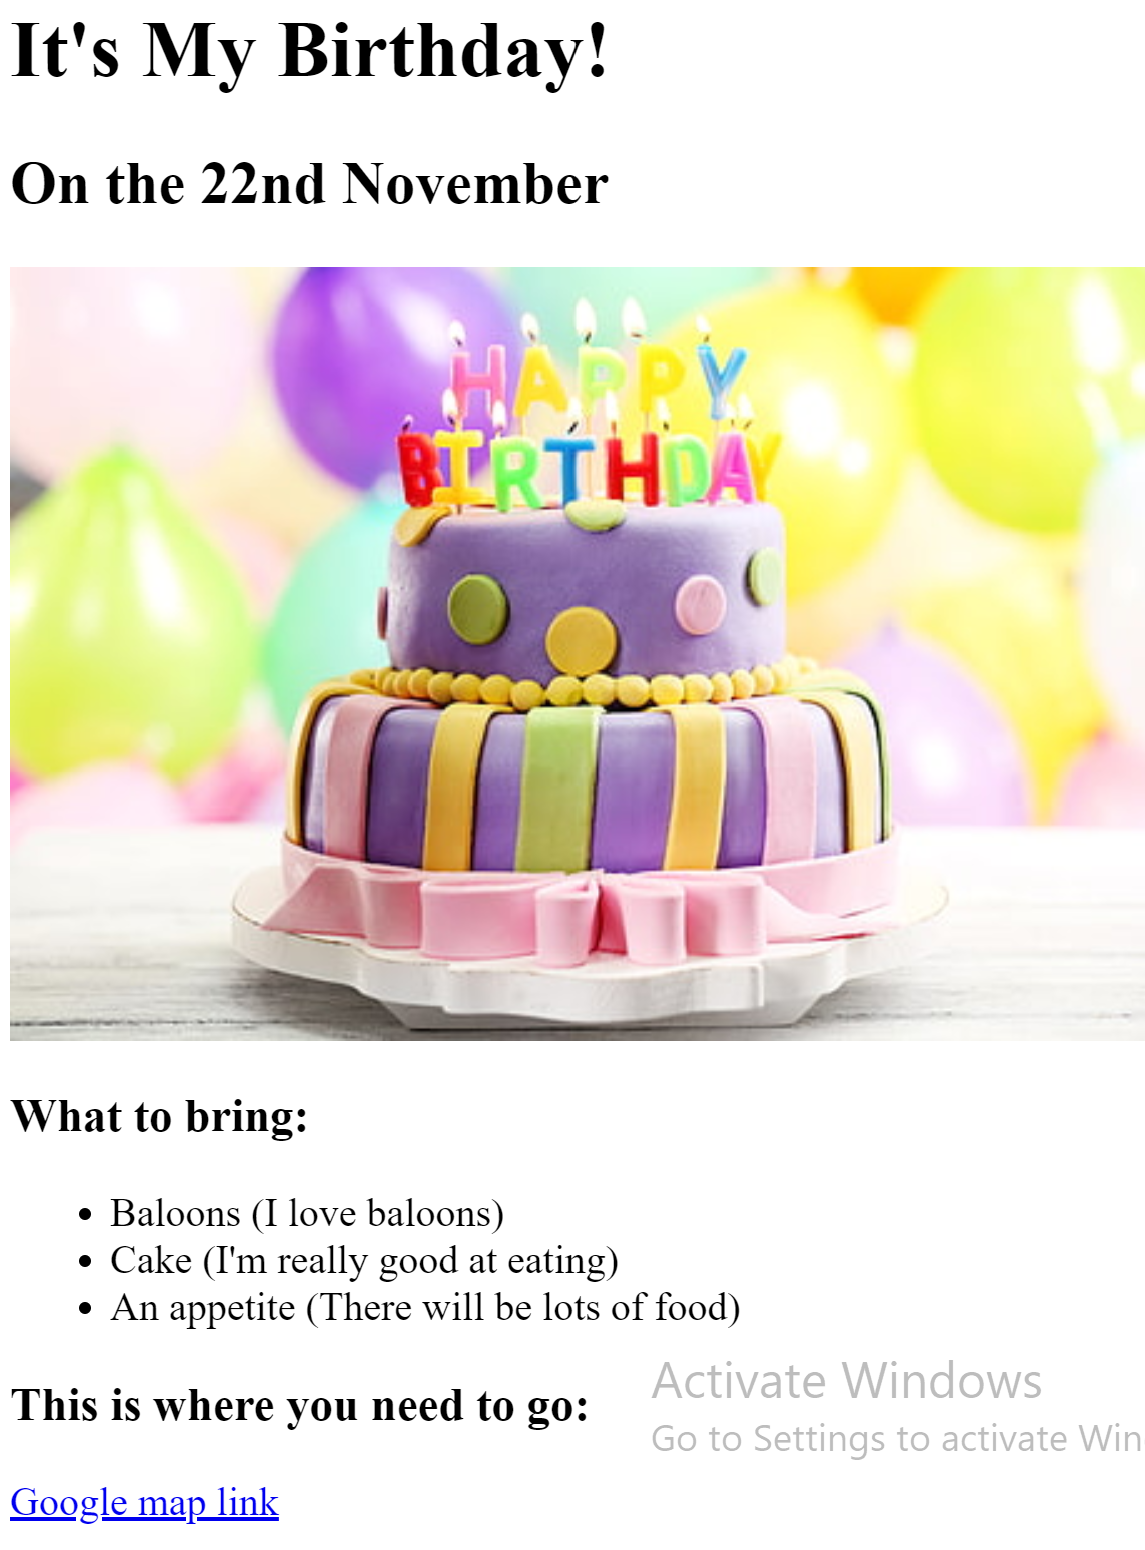 It's My Birthday!
On the 22nd November
HAPPY
BIRTHDAY
What to bring:
Baloons (I love baloons)
Cake (I'm really good at eating)
An appetite (There will be lots of food)
Activate Windows
This is where you need to go:
Go to Settings to activate Win
Google map link